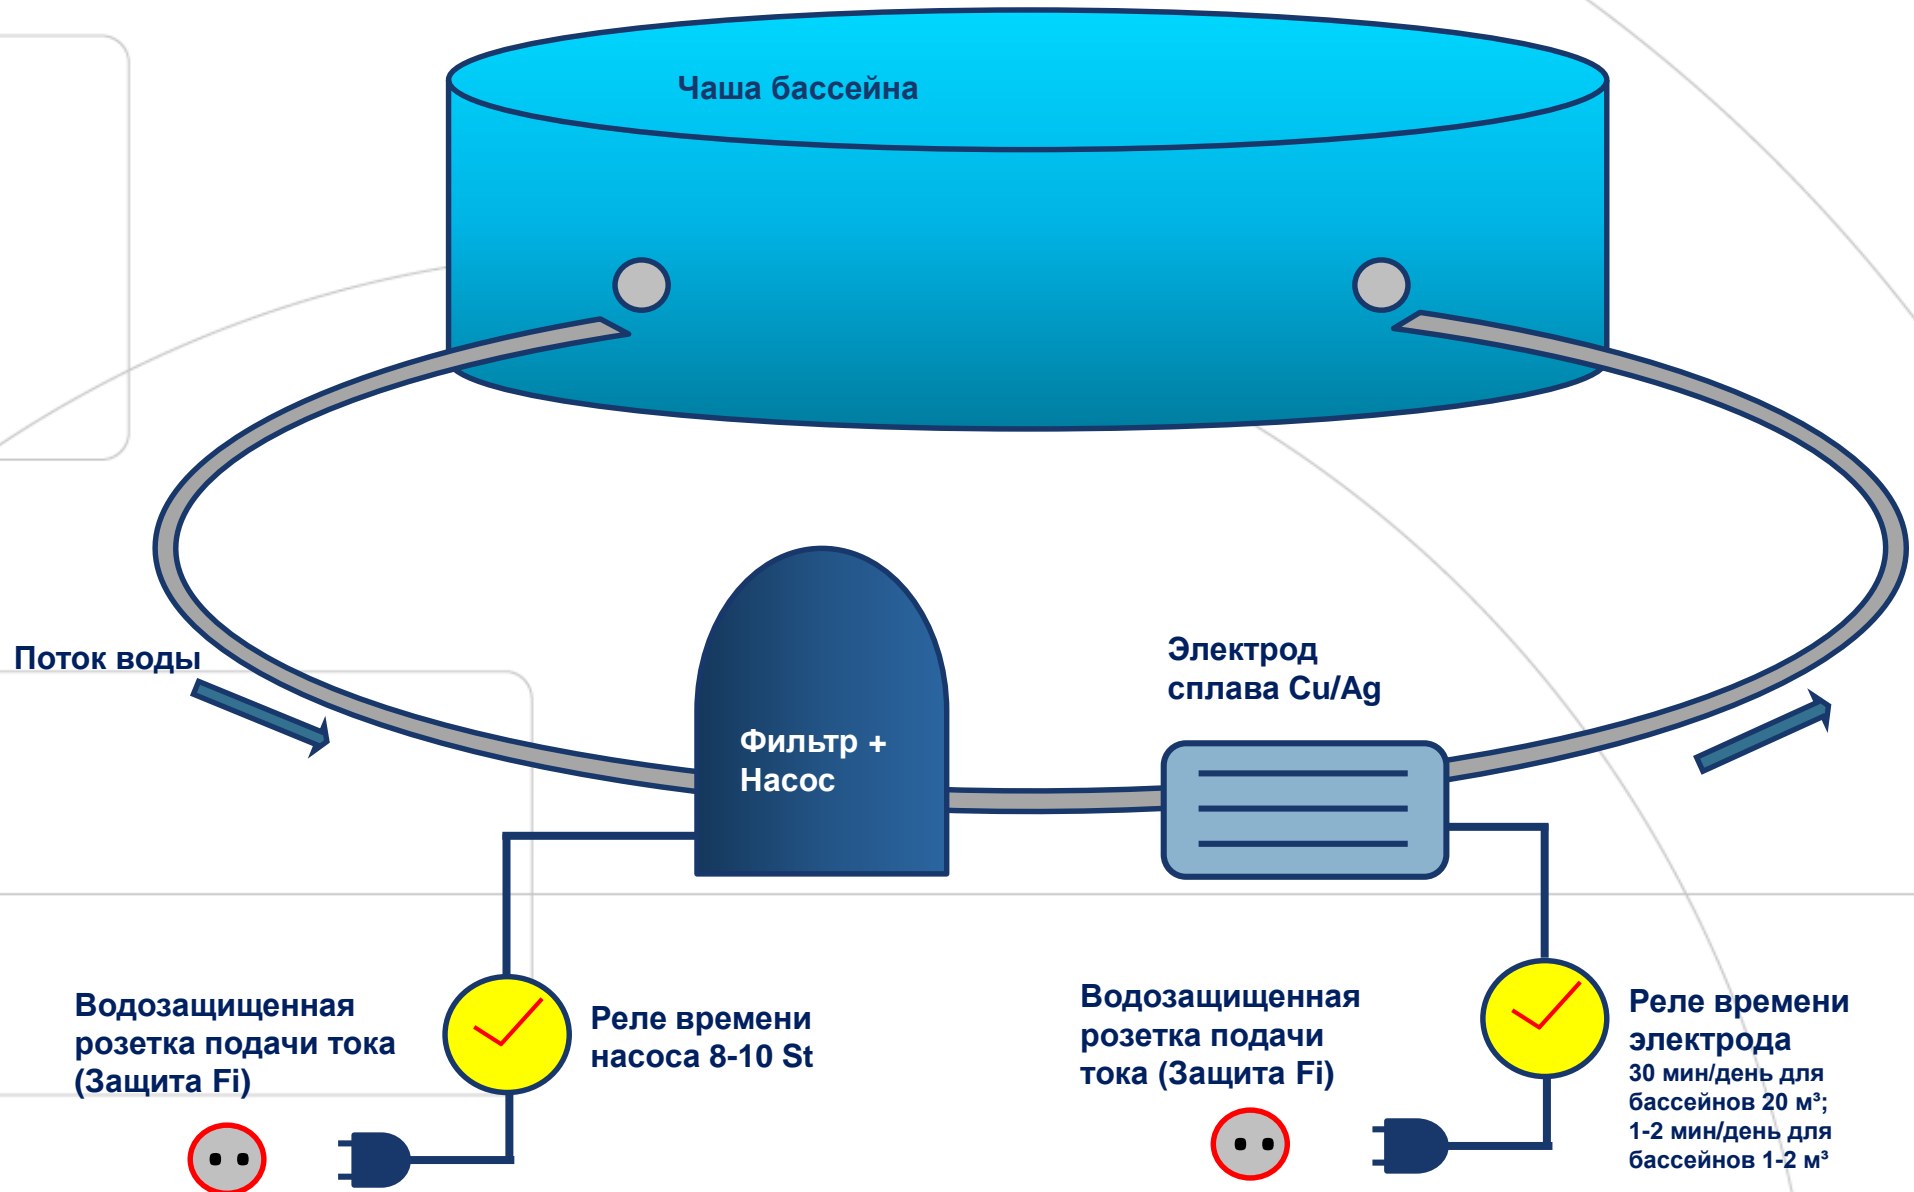 Чаша бассейна
Поток воды
Электрод
сплава Cu/Ag
Фильтр +
Насос
Водозащищенная
розетка подачи тока
(Защита Fi)
Реле времени
насоса 8-10 St
Водозащищенная
розетка подачи
тока (Защита Fi)
Реле времени
электрода
30 мин/день для
бассейнов 20 м³;
1-2 мин/день для
бассейнов 1-2 м³